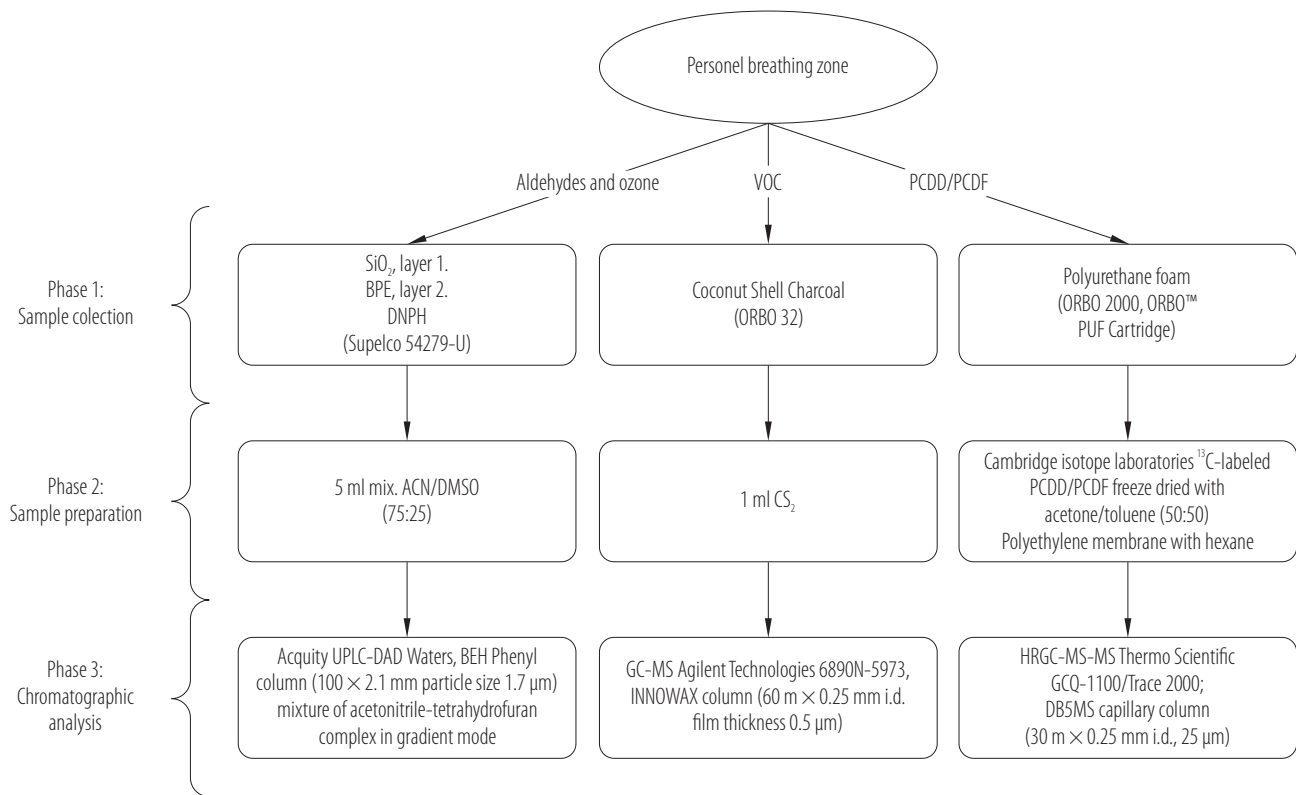 Personel breathing zone
Aldehydes and ozone
VOC
PCDD/PCDF
Phase 1:
Sample colection
SiO₂, layer 1.
BPE, layer 2.
DNPH
(Supelco 54279-U)
Coconut Shell Charcoal
(ORBO 32)
Polyurethane foam
(ORBO 2000, ORBO™
PUF Cartridge)
Phase 2:
Sample preparation
5 ml mix. ACN/DMSO
(75:25)
1 ml CS₂
Cambridge isotope laboratories ¹³C-labeled
PCDD/PCDF freeze dried with
acetone/toluene (50:50)
Polyethylene membrane with hexane
Phase 3:
Chromatographic
analysis
Acquity UPLC-DAD Waters, BEH Phenyl
column (100 × 2.1 mm particle size 1.7 µm)
mixture of acetonitrile-tetrahydrofuran
complex in gradient mode
GC-MS Agilent Technologies 6890N-5973,
INNOWAX column (60 m × 0.25 mm i.d.
film thickness 0.5 µm)
HRGC-MS-MS Thermo Scientific
GCQ-1100/Trace 2000;
DB5MS capillary column
(30 m × 0.25 mm i.d., 25 µm)